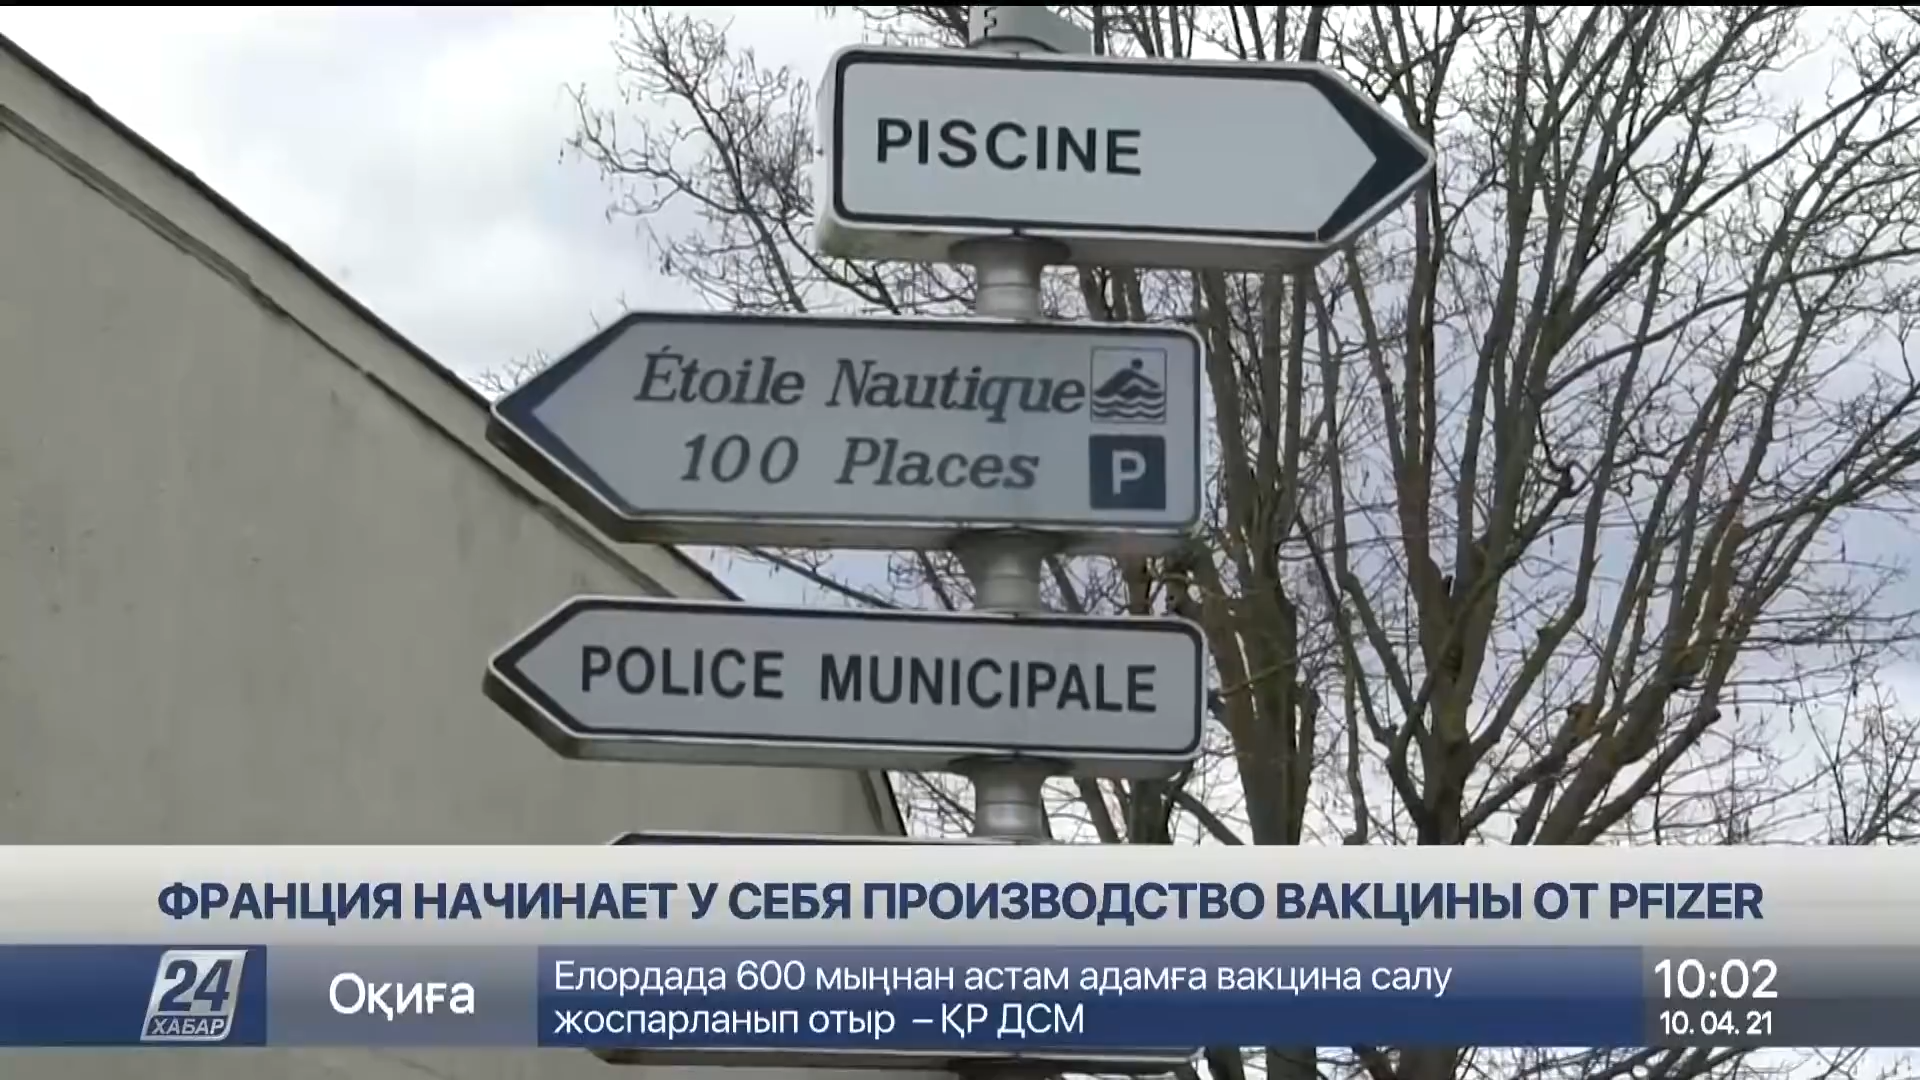 PISCINE
Étoile Nautique
100 Places
P
POLICE MUNICIPALE
ФРАНЦИЯ НАЧИНАЕТ У СЕБЯ ПРОИЗВОДСТВО ВАКЦИНЫ ОТ PFIZER
24
ХАБАР
Оқиға
Елордада 600 мыңнан астам адамға вакцина салу
жоспарланып отыр – ҚР ДСМ
10:02
10. 04. 21